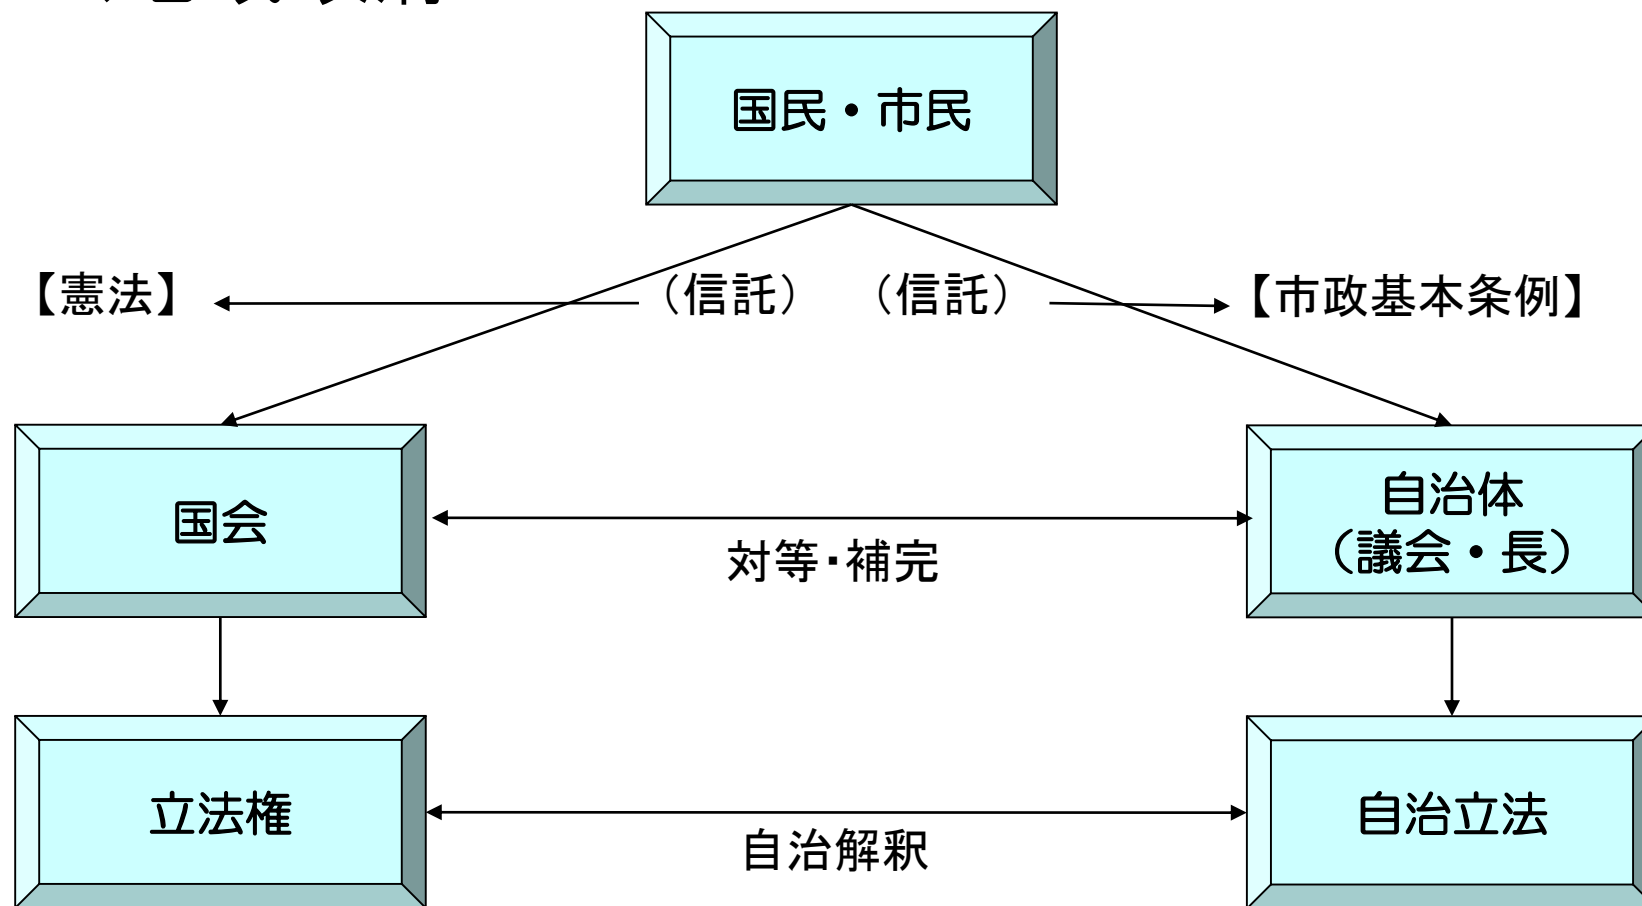 国民・市民
【憲法】 (信託) (信託) 【市政基本条例】
国会
自治体
(議会・長)
対等・補完
立法権
自治立法
自治解釈